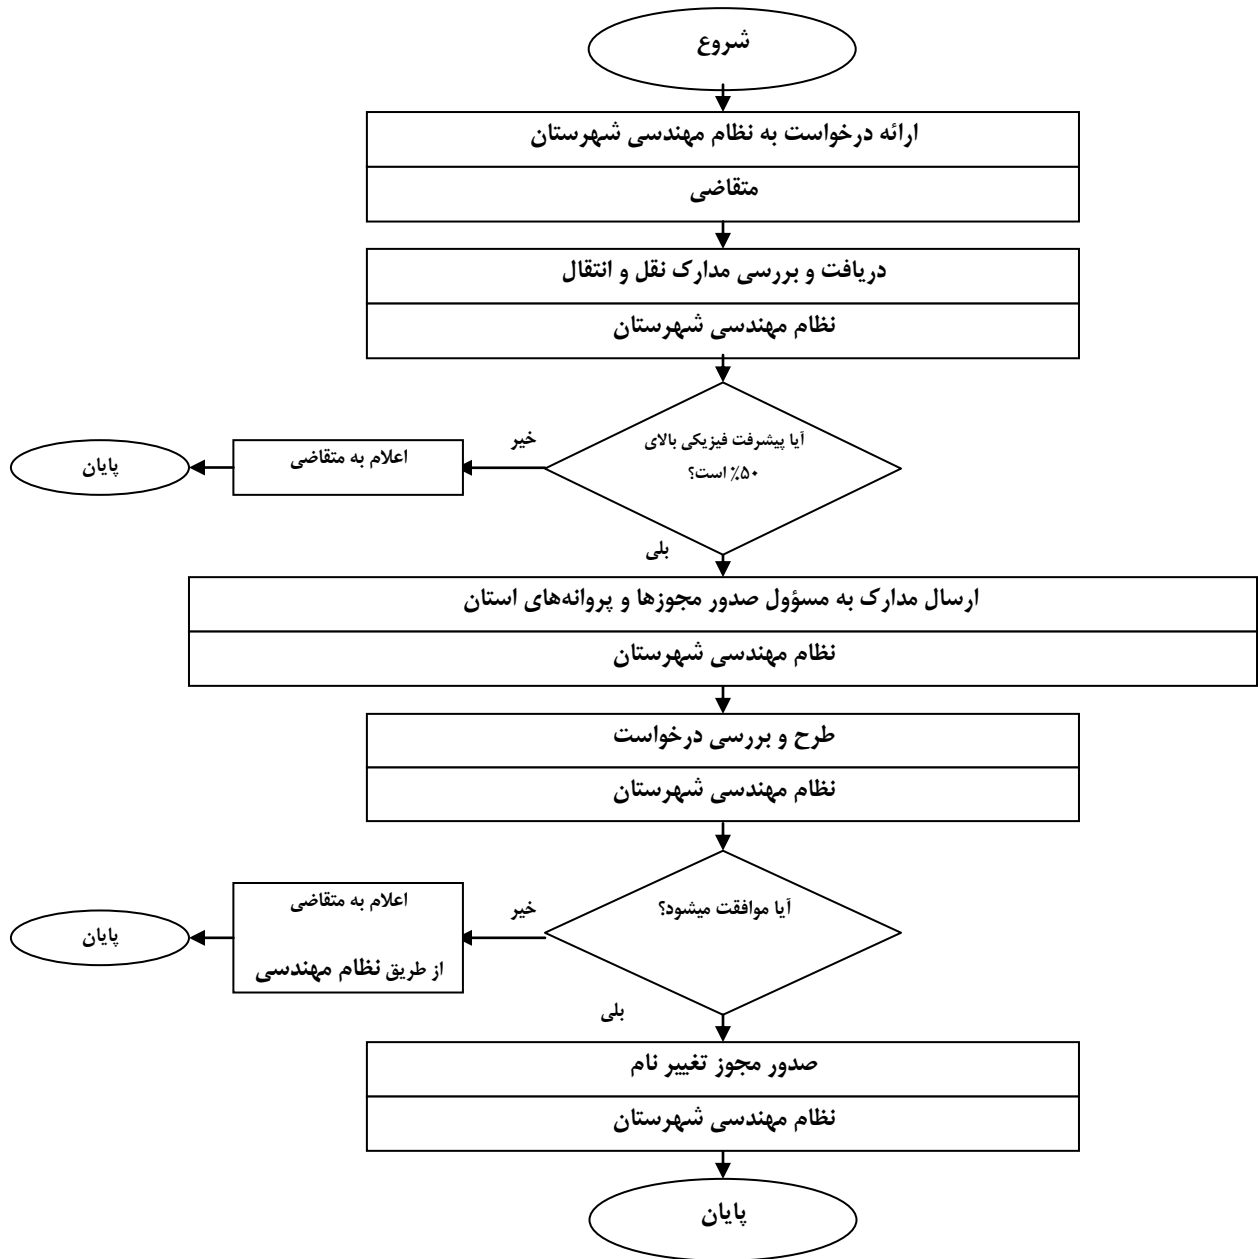 شروع
ارائه درخواست به نظام مهندسی شهرستان
متقاضی
دریافت و بررسی مدارک نقل و انتقال
نظام مهندسی شهرستان
آیا پیشرفت فیزیکی بالای
۵۰٪ است؟
خیر
اعلام به متقاضی
پایان
بلی
ارسال مدارک به مسؤول صدور مجوزها و پروانه‌های استان
نظام مهندسی شهرستان
طرح و بررسی درخواست
نظام مهندسی شهرستان
آیا موافقت میشود؟
خیر
اعلام به متقاضی
از طریق نظام مهندسی
پایان
بلی
صدور مجوز تغییر نام
نظام مهندسی شهرستان
پایان